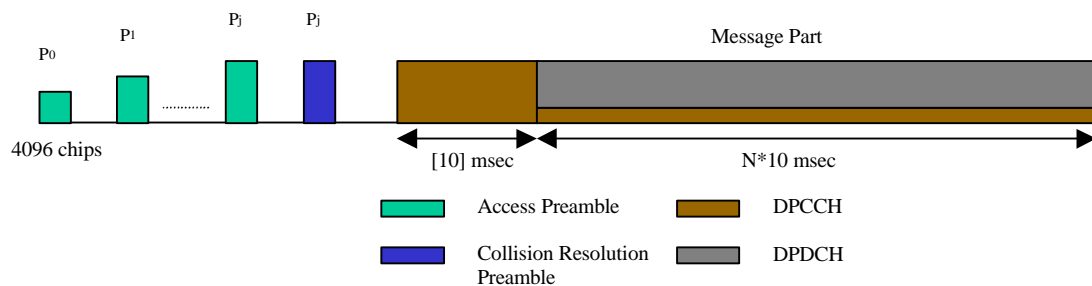 P0
P1
Pj
Pj
Message Part
4096 chips
[10] msec
N*10 msec
Access Preamble
DPCCH
Collision Resolution
Preamble
DPDCH